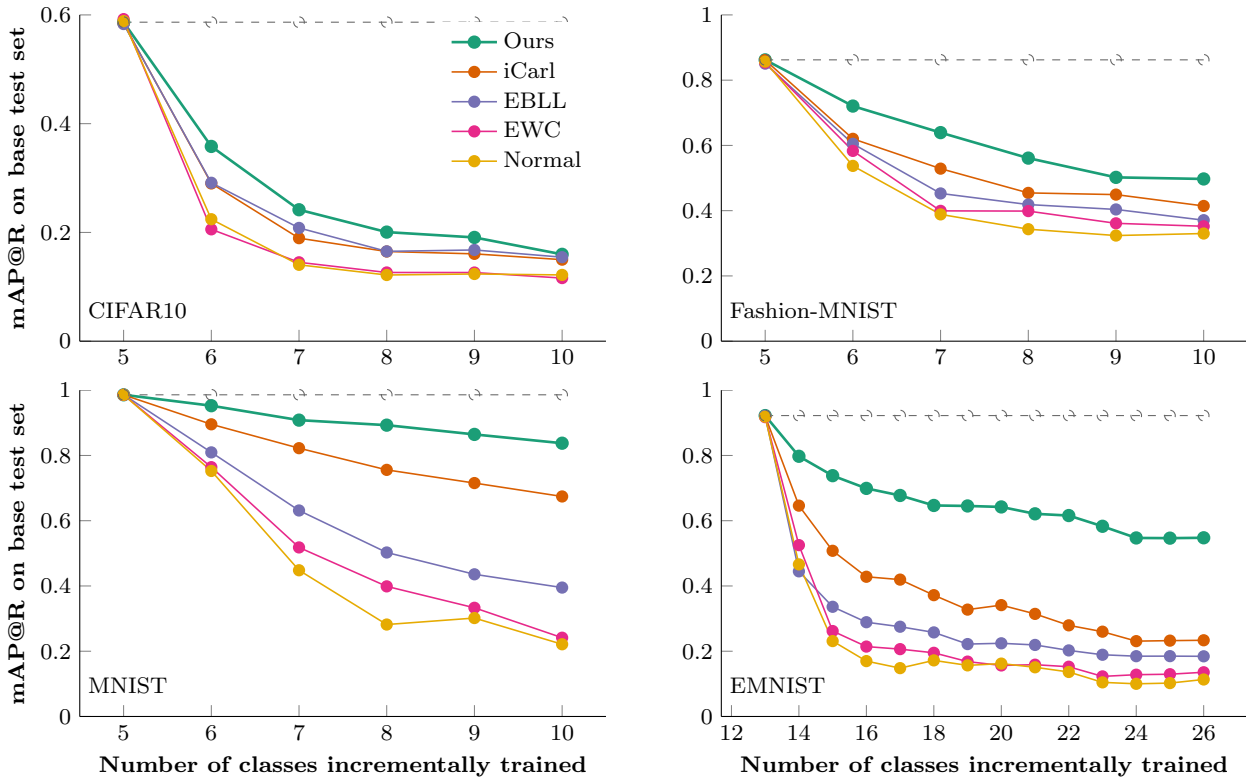 mAP@R on base test set
0.6
0.4
0.2
0
5 6 7 8 9 10
CIFAR10
Ours
iCarl
EBLL
EWC
Normal
1
0.8
0.6
0.4
0.2
0
5 6 7 8 9 10
Fashion-MNIST
mAP@R on base test set
1
0.8
0.6
0.4
0.2
0
5 6 7 8 9 10
MNIST
Number of classes incrementally trained
1
0.8
0.6
0.4
0.2
0
12 14 16 18 20 22 24 26
EMNIST
Number of classes incrementally trained